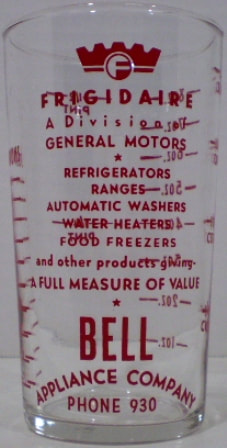 F
FRIGIDAIRE
A Division of
GENERAL MOTORS
REFRIGERATORS
RANGES
AUTOMATIC WASHERS
WATER HEATERS
FOOD FREEZERS
and other products giving
A FULL MEASURE OF VALUE
BELL
APPLIANCE COMPANY
PHONE 930